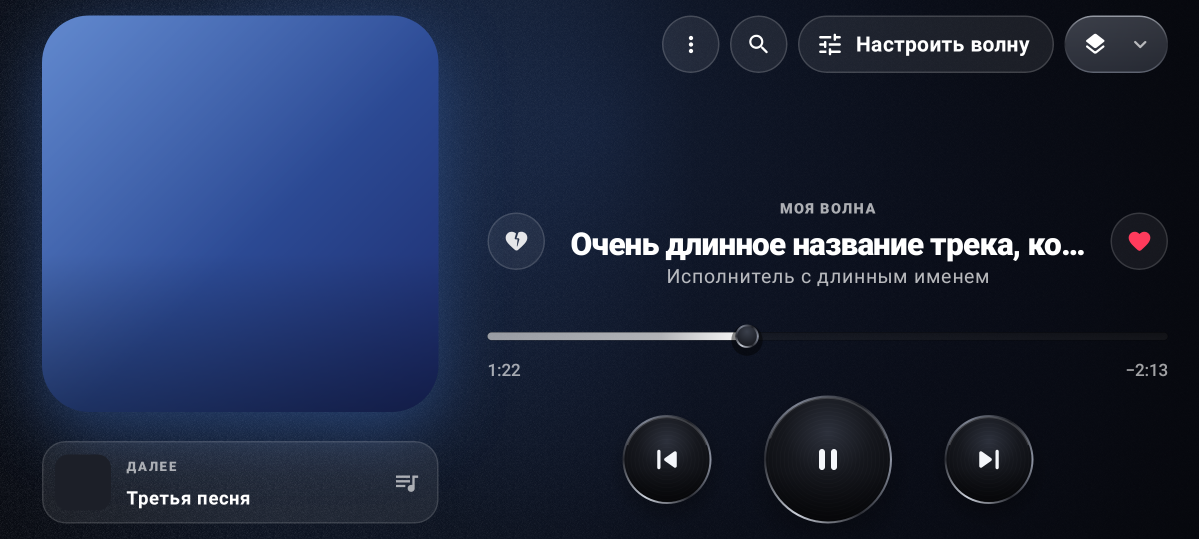 Настроить волну
МОЯ ВОЛНА
Очень длинное название трека, ко...
Исполнитель с длинным именем
1:22
−2:13
ДАЛЕЕ
Третья песня